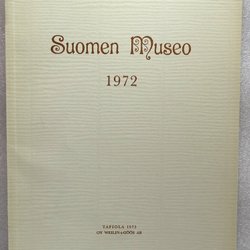 Suomen Museo
1972
TAPIOLA 1973
OY WEILIN+GÖÖS AB